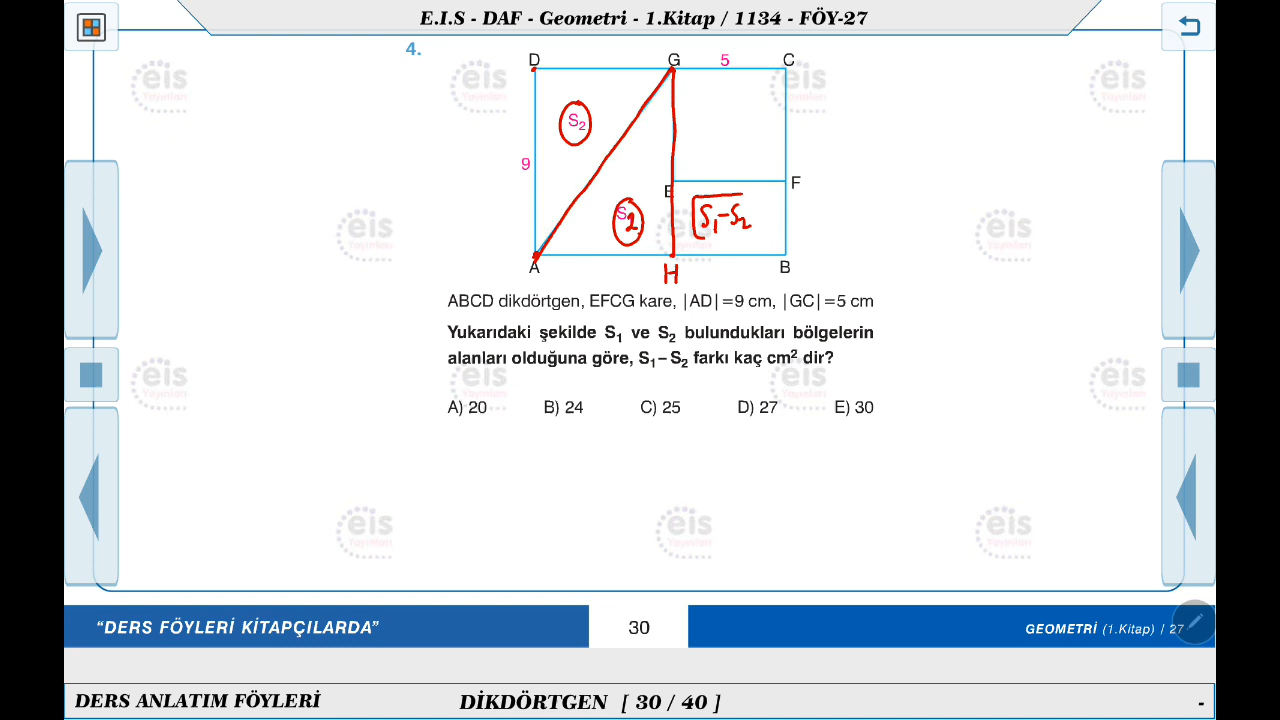 E.I.S - DAF - Geometri - 1.Kitap / 1134 - FÖY-27
4.
D G 5 C
S2
9
E F
S2
S1-S2
A H B
ABCD dikdörtgen, EFCG kare, |AD|=9 cm, |GC|=5 cm
Yukarıdaki şekilde S1 ve S2 bulundukları bölgelerin
alanları olduğuna göre, S1 – S2 farkı kaç cm2 dir?
A) 20 B) 24 C) 25 D) 27 E) 30
eis Yayınları
"DERS FÖYLERİ KİTAPÇILARDA" 30 GEOMETRİ (1.Kitap) / 27
DERS ANLATIM FÖYLERİ DİKDÖRTGEN [ 30 / 40 ] -